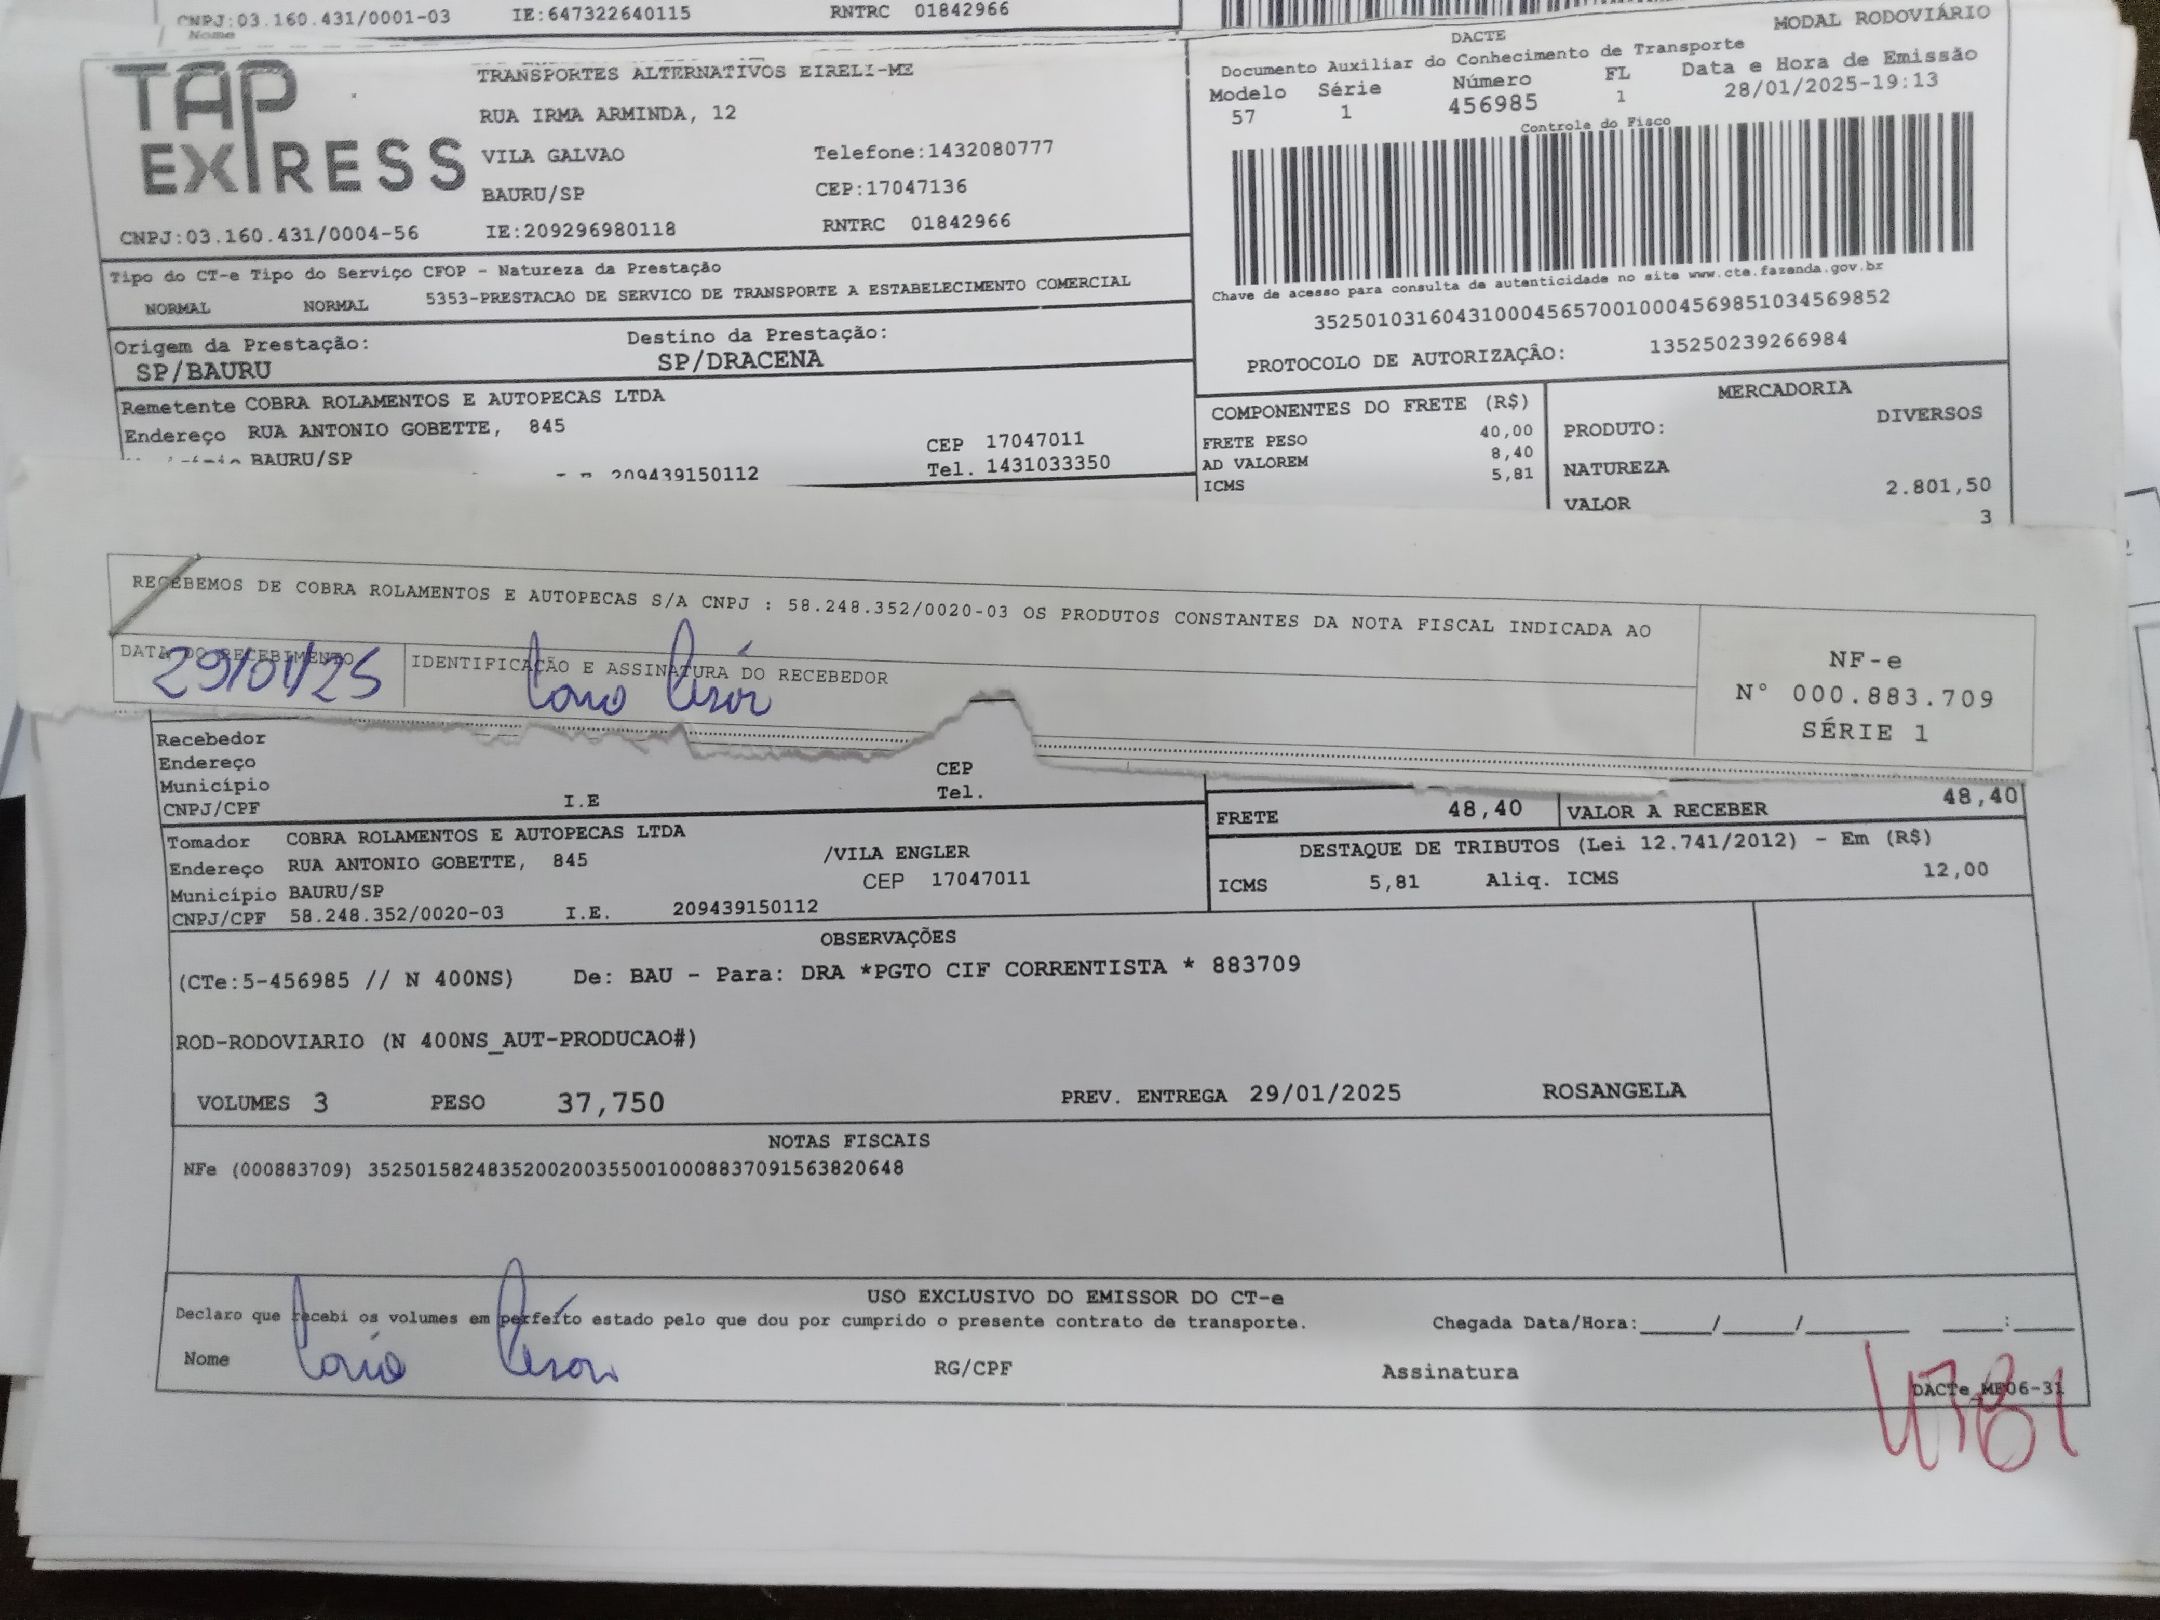 CNPJ:03.160.431/0001-03 IE:647322640115 RNTRC 01842966
Nome
TAP EXPRESS
TRANSPORTES ALTERNATIVOS EIRELI-ME
RUA IRMA ARMINDA, 12
VILA GALVAO Telefone:1432080777
BAURU/SP CEP:17047136
CNPJ:03.160.431/0004-56 IE:209296980118 RNTRC 01842966
MODAL RODOVIÁRIO
DACTE
Documento Auxiliar do Conhecimento de Transporte
Modelo Série Número FL Data e Hora de Emissão
57 1 456985 1 28/01/2025-19:13
Controle do Fisco
Chave de acesso para consulta de autenticidade no site www.cte.fazenda.gov.br
35250103160431000456570010004569851034569852
PROTOCOLO DE AUTORIZAÇÃO: 135250239266984
Tipo do CT-e Tipo do Serviço CFOP - Natureza da Prestação
NORMAL NORMAL 5353-PRESTACAO DE SERVICO DE TRANSPORTE A ESTABELECIMENTO COMERCIAL
Origem da Prestação: Destino da Prestação:
SP/BAURU SP/DRACENA
Remetente COBRA ROLAMENTOS E AUTOPECAS LTDA
Endereço RUA ANTONIO GOBETTE, 845
CEP 17047011
BAURU/SP
209439150112 Tel. 1431033350
COMPONENTES DO FRETE (R$)
FRETE PESO 40,00
AD VALOREM 8,40
ICMS 5,81
MERCADORIA
PRODUTO: DIVERSOS
NATUREZA
VALOR 2.801,50
3
RECEBEMOS DE COBRA ROLAMENTOS E AUTOPECAS S/A CNPJ : 58.248.352/0020-03 OS PRODUTOS CONSTANTES DA NOTA FISCAL INDICADA AO
DATA DO RECEBIMENTO IDENTIFICAÇÃO E ASSINATURA DO RECEBEDOR
29/01/25
NF-e
N° 000.883.709
SÉRIE 1
Recebedor
Endereço CEP
Município Tel.
CNPJ/CPF I.E
FRETE 48,40 VALOR A RECEBER 48,40
Tomador COBRA ROLAMENTOS E AUTOPECAS LTDA
Endereço RUA ANTONIO GOBETTE, 845 /VILA ENGLER
Município BAURU/SP CEP 17047011
CNPJ/CPF 58.248.352/0020-03 I.E. 209439150112
DESTAQUE DE TRIBUTOS (Lei 12.741/2012) - Em (R$)
ICMS 5,81 Aliq. ICMS 12,00
OBSERVAÇÕES
(CTe:5-456985 // N 400NS) De: BAU - Para: DRA *PGTO CIF CORRENTISTA * 883709
ROD-RODOVIARIO (N 400NS_AUT-PRODUCAO#)
VOLUMES 3 PESO 37,750 PREV. ENTREGA 29/01/2025 ROSANGELA
NOTAS FISCAIS
NFe (000883709) 35250158248352002003550010008837091563820648
USO EXCLUSIVO DO EMISSOR DO CT-e
Declaro que recebi os volumes em perfeito estado pelo que dou por cumprido o presente contrato de transporte. Chegada Data/Hora:_____/_____/_______ ____:____
Nome RG/CPF Assinatura
DACTe_ME06-31